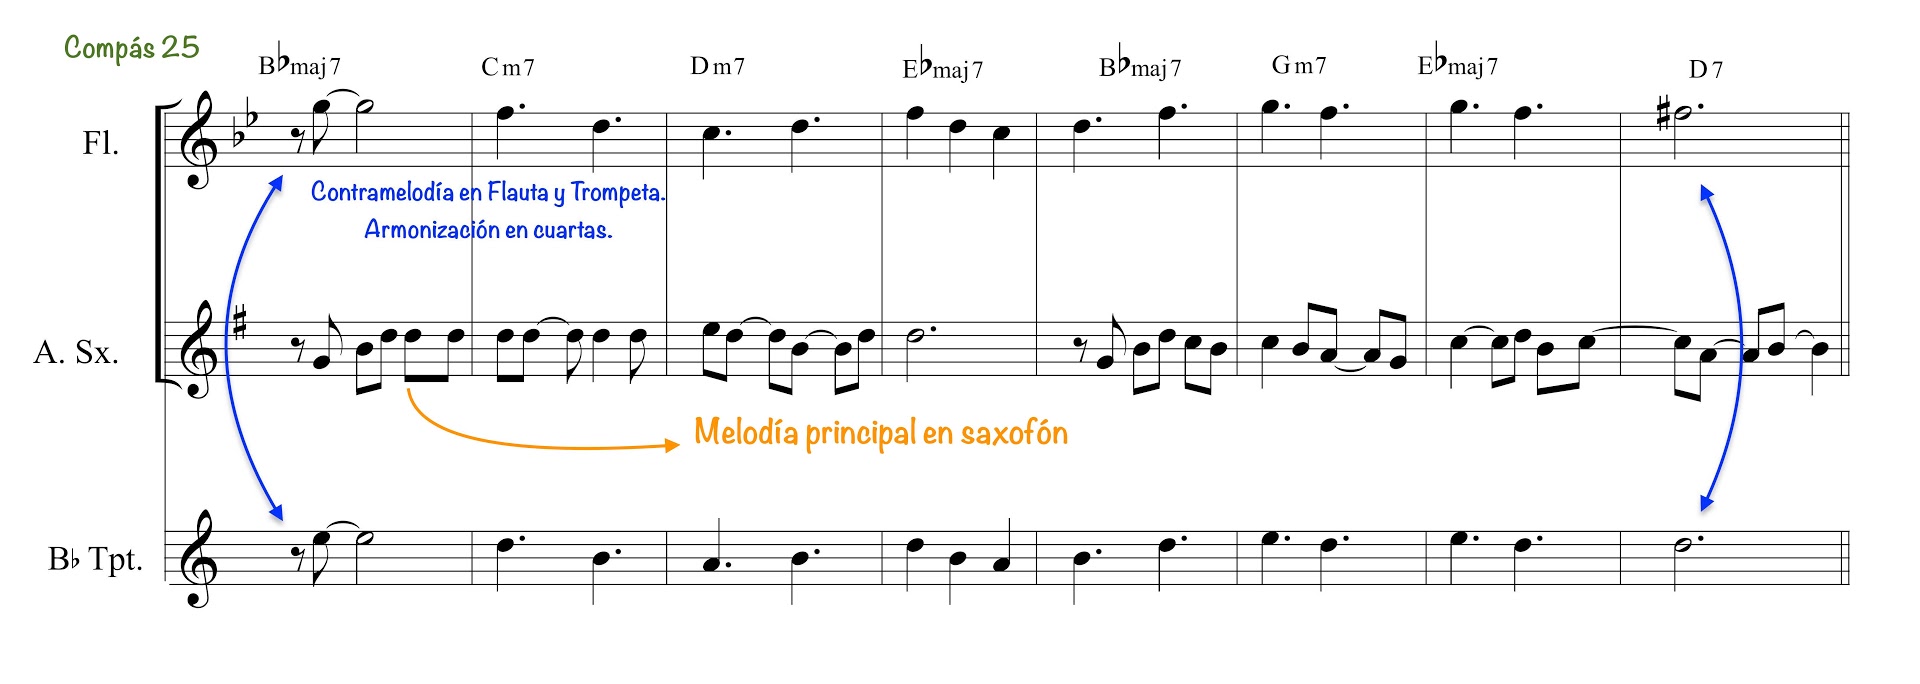 Compás 25
B♭maj7 Cm7 Dm7 E♭maj7 B♭maj7 Gm7 E♭maj7 D7
Fl.
Contramelodía en Flauta y Trompeta.
Armonización en cuartas.
A. Sx.
Melodía principal en saxofón
B♭ Tpt.